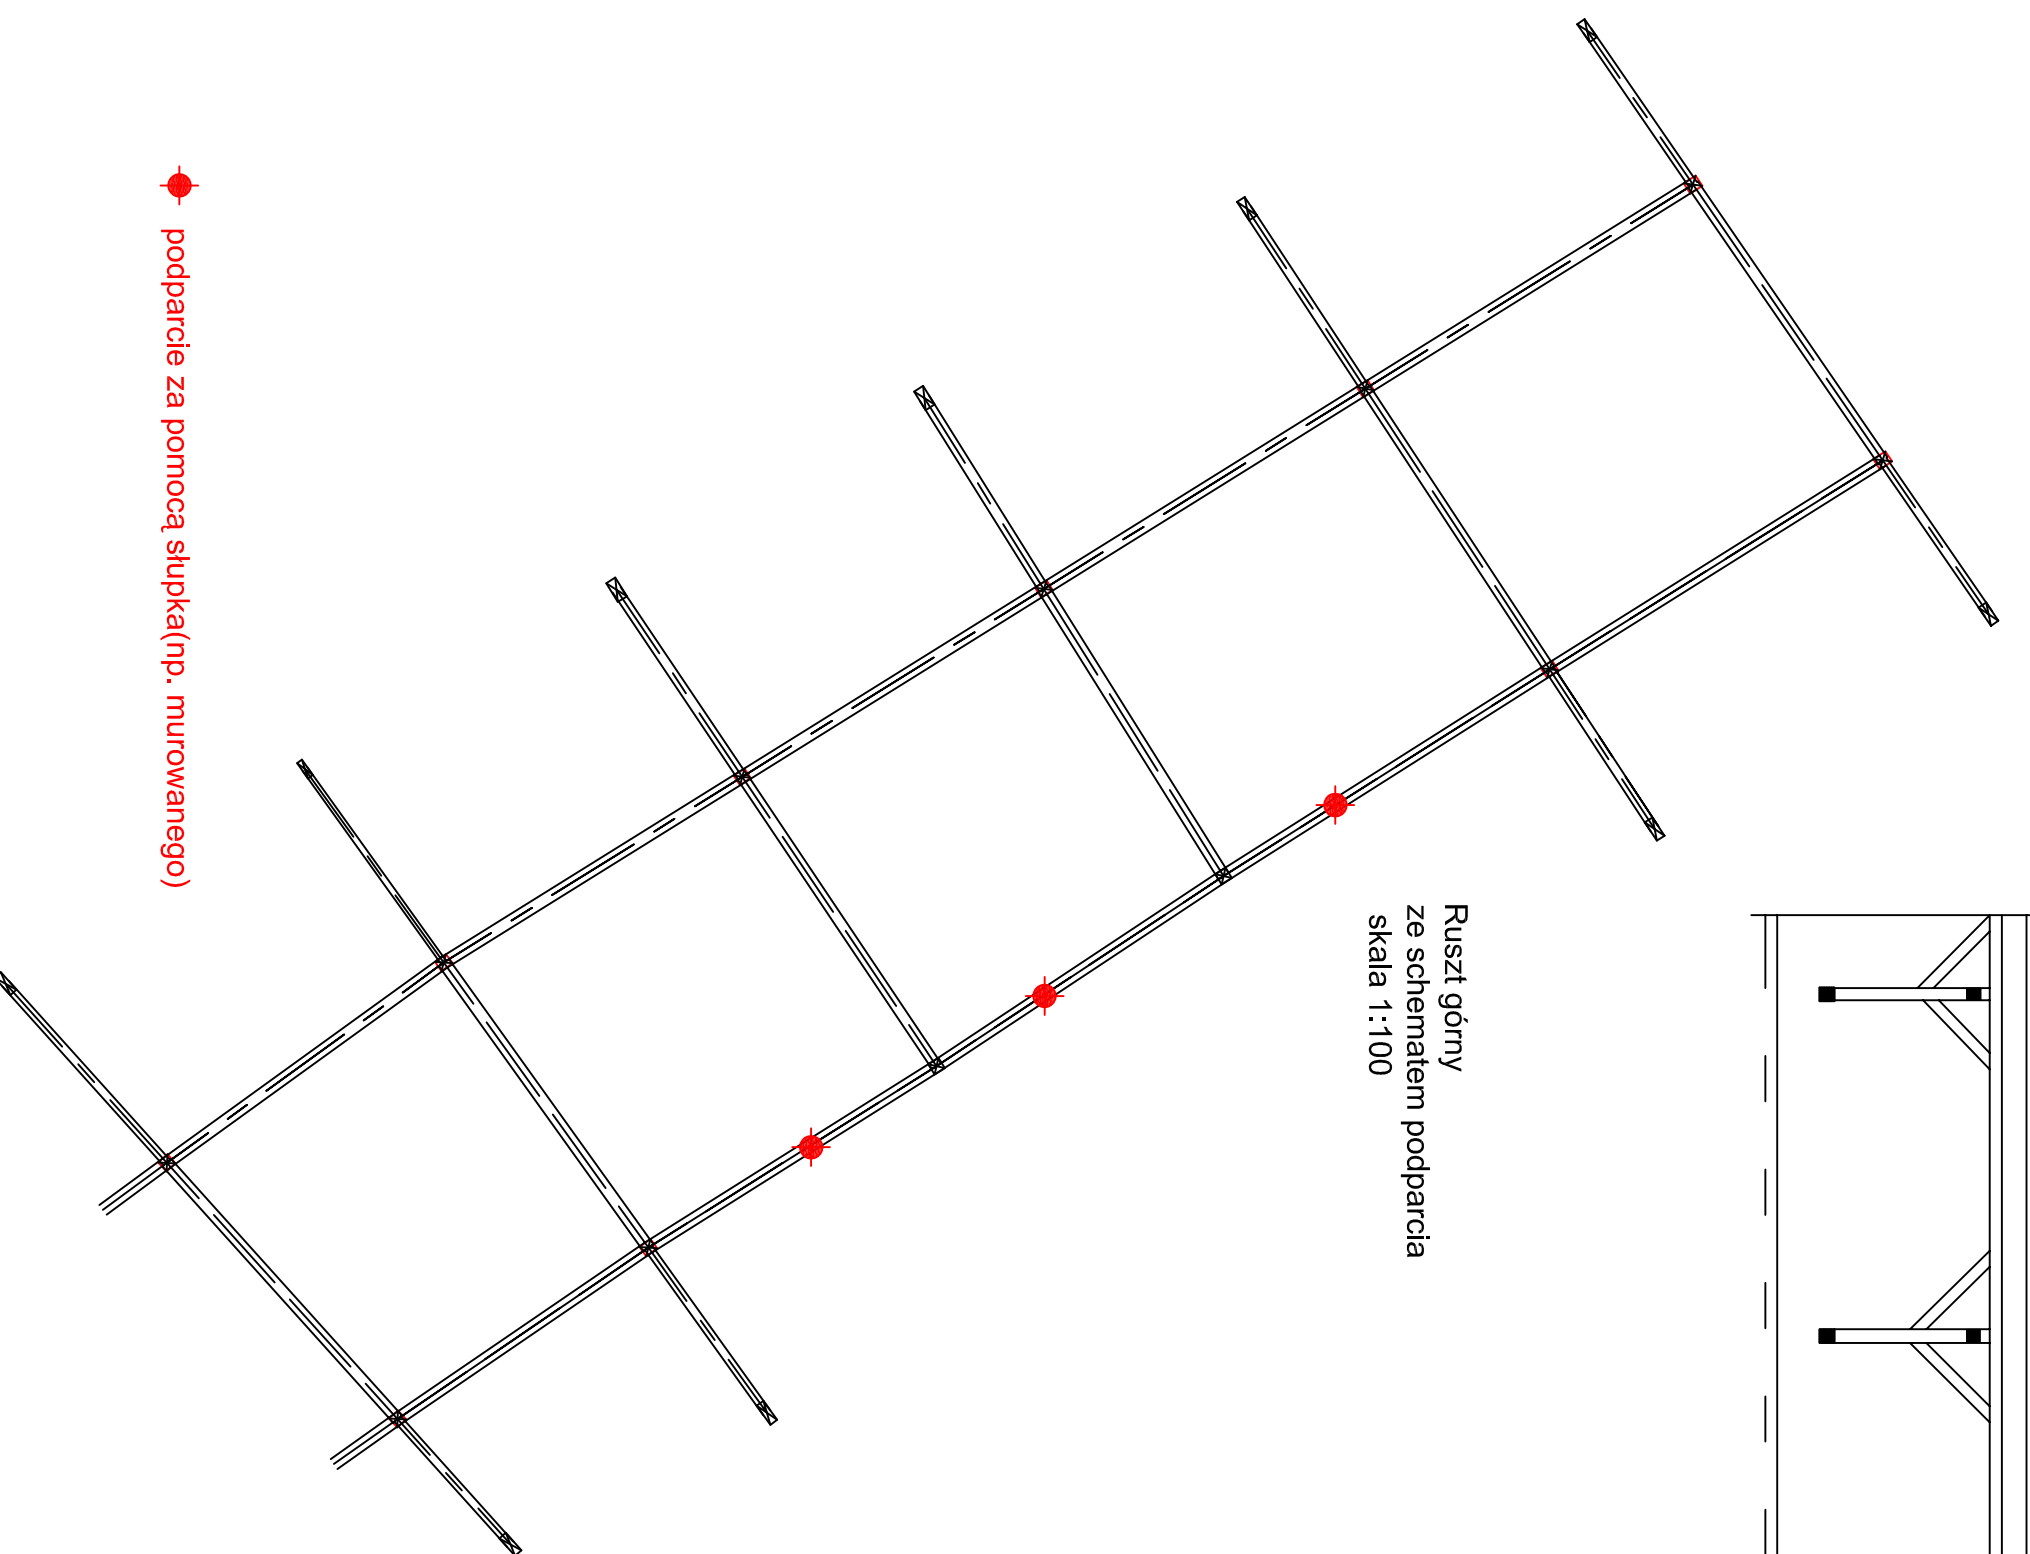 Ruszt górny
ze schematem podparcia
skala 1:100
podparcie za pomocą słupka(np. murowanego)